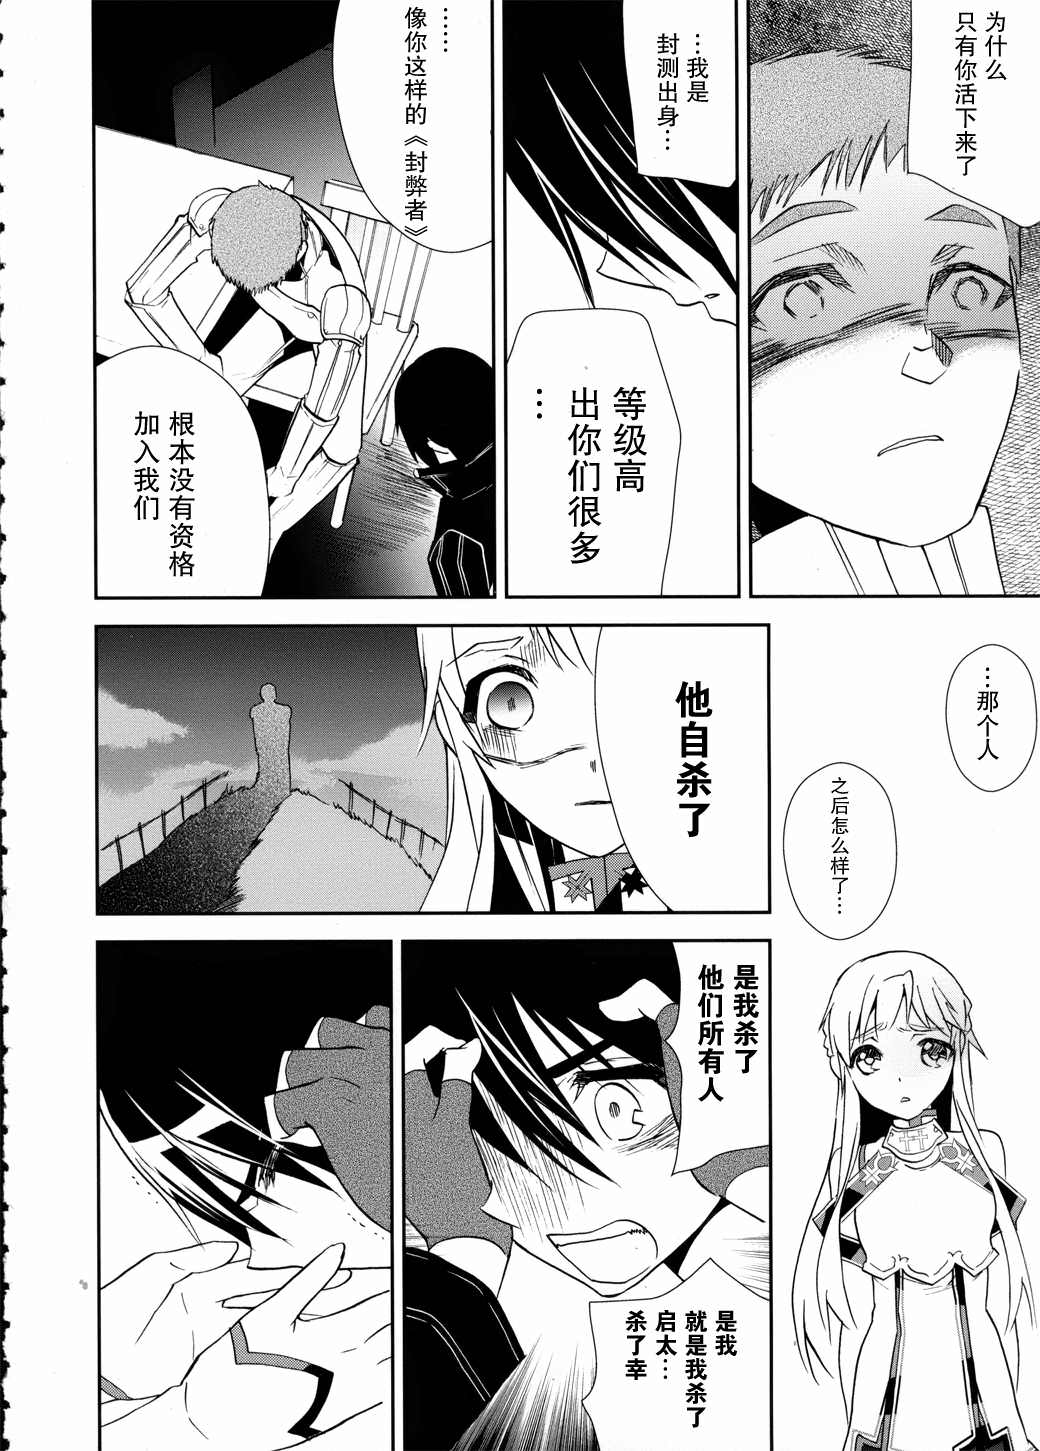 为什么
只有你活下来了
…我是
封测出身…
等级高
出你们很多
…
……
像你这样的《封弊者》
根本没有资格
加入我们
…那个人
之后怎么样了…
他自杀了
是我杀了
他们所有人
是我
就是我杀了
启太…
杀了幸